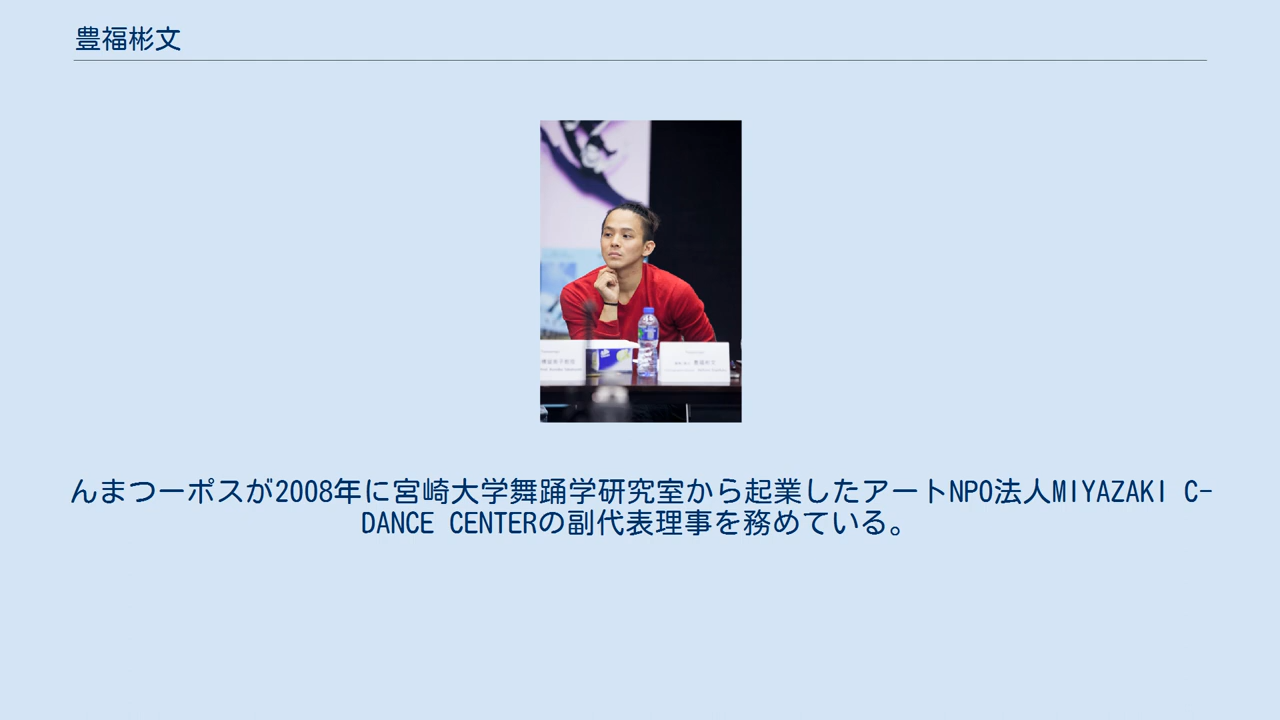 豊福彬文
んまつーポスが2008年に宮崎大学舞踊学研究室から起業したアートNPO法人MIYAZAKI C-
DANCE CENTERの副代表理事を務めている。